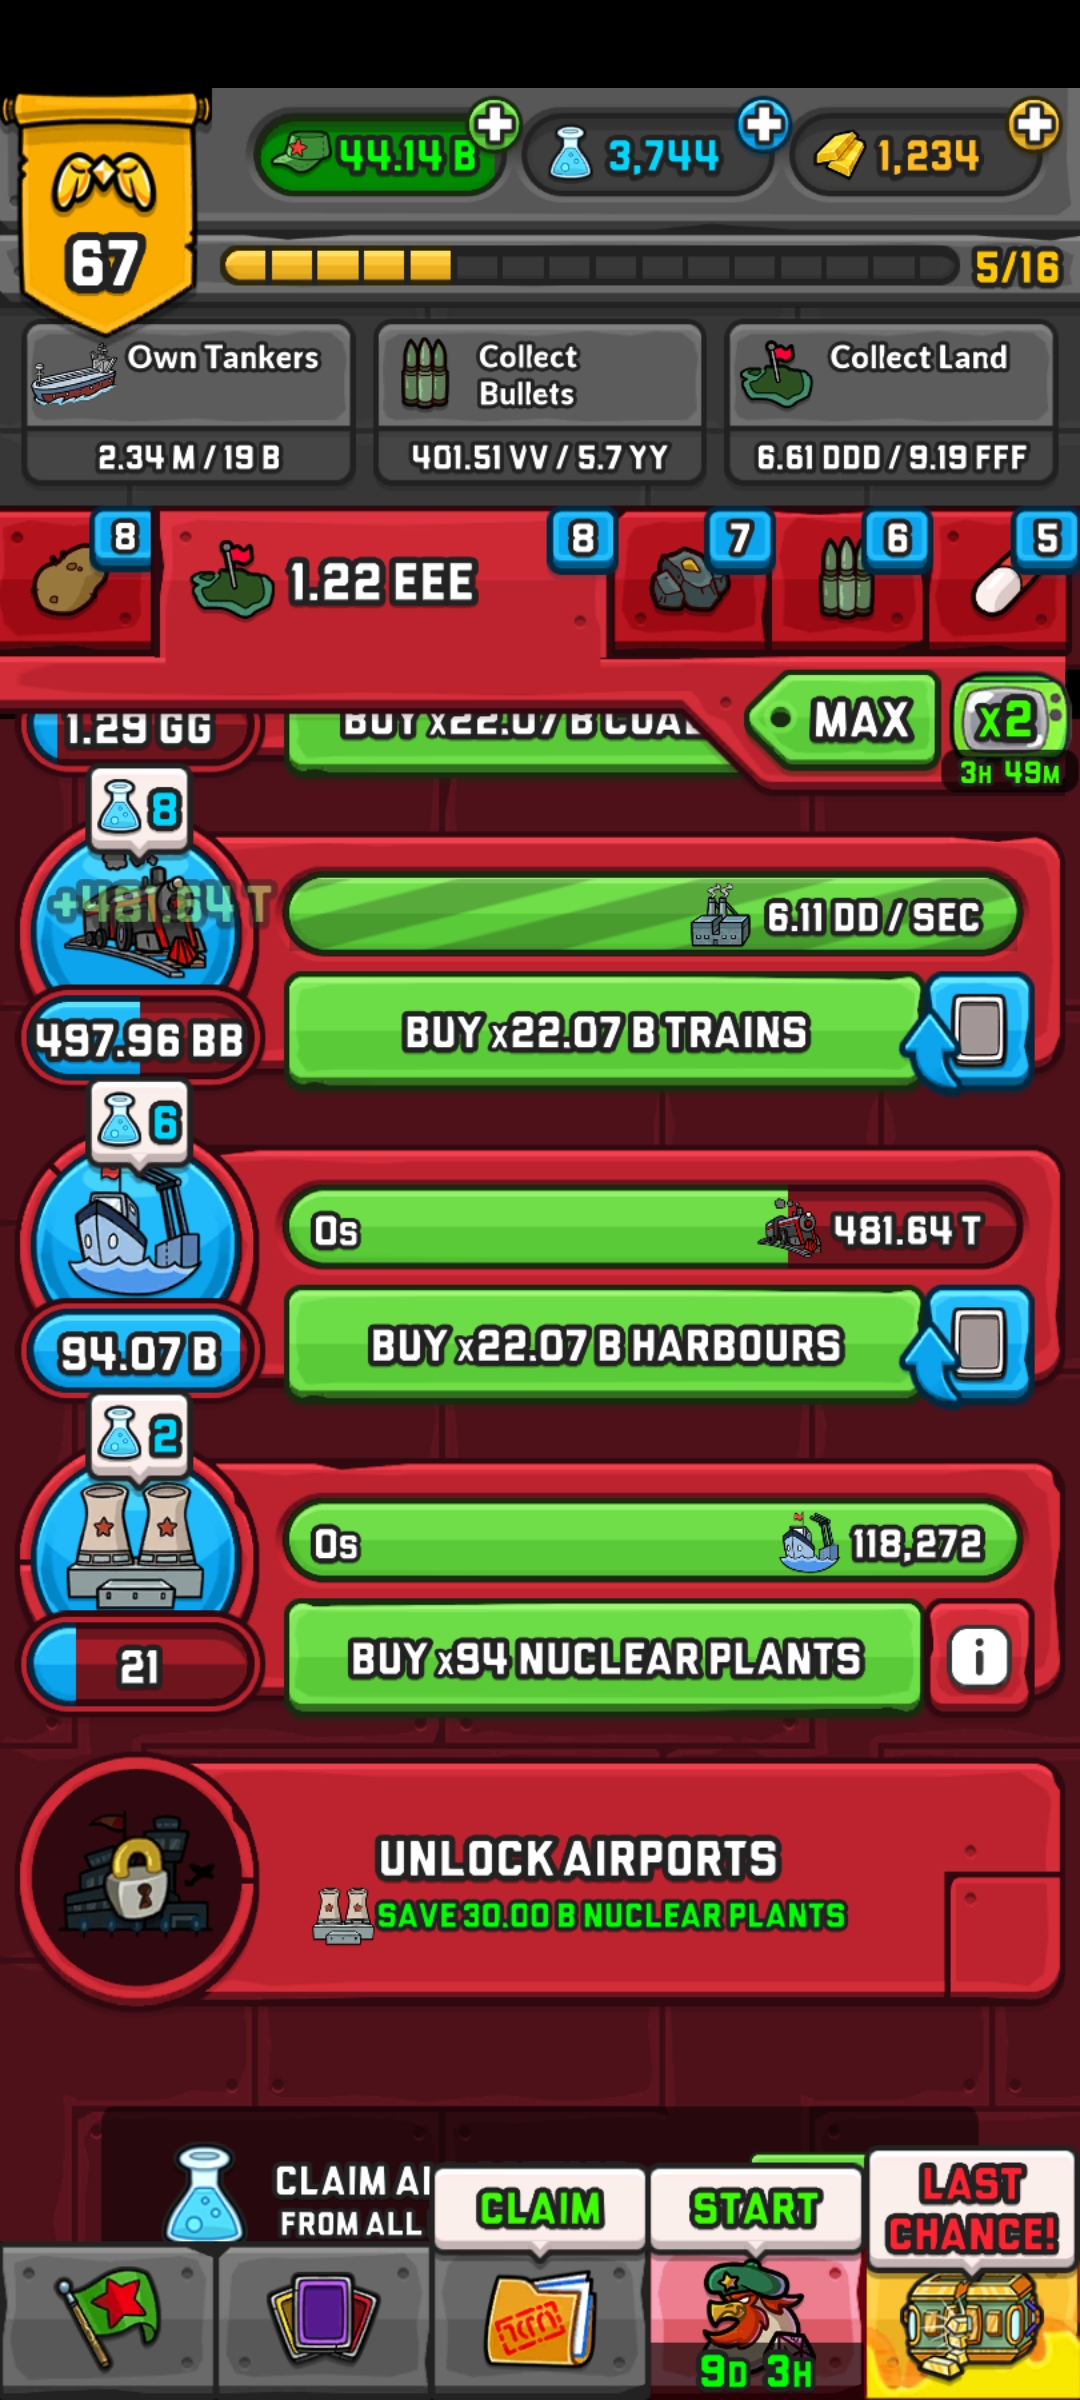 44.14 B
3,744
1,234
67
5/16
Own Tankers
2.34 M / 19 B
Collect
Bullets
401.51 VV / 5.7 YY
Collect Land
6.61 DDD / 9.19 FFF
8
1.22 EEE
8
7
6
5
1.29 GG
BUY x22.07 B COAL
MAX
x2
3H 49M
8
+481.64 T
6.11 DD / SEC
497.96 BB
BUY x22.07 B TRAINS
6
0s
481.64 T
94.07 B
BUY x22.07 B HARBOURS
2
0s
118,272
21
BUY x94 NUCLEAR PLANTS
i
UNLOCK AIRPORTS
SAVE 30.00 B NUCLEAR PLANTS
CLAIM
FROM ALL
CLAIM
START
LAST
CHANCE!
9D 3H